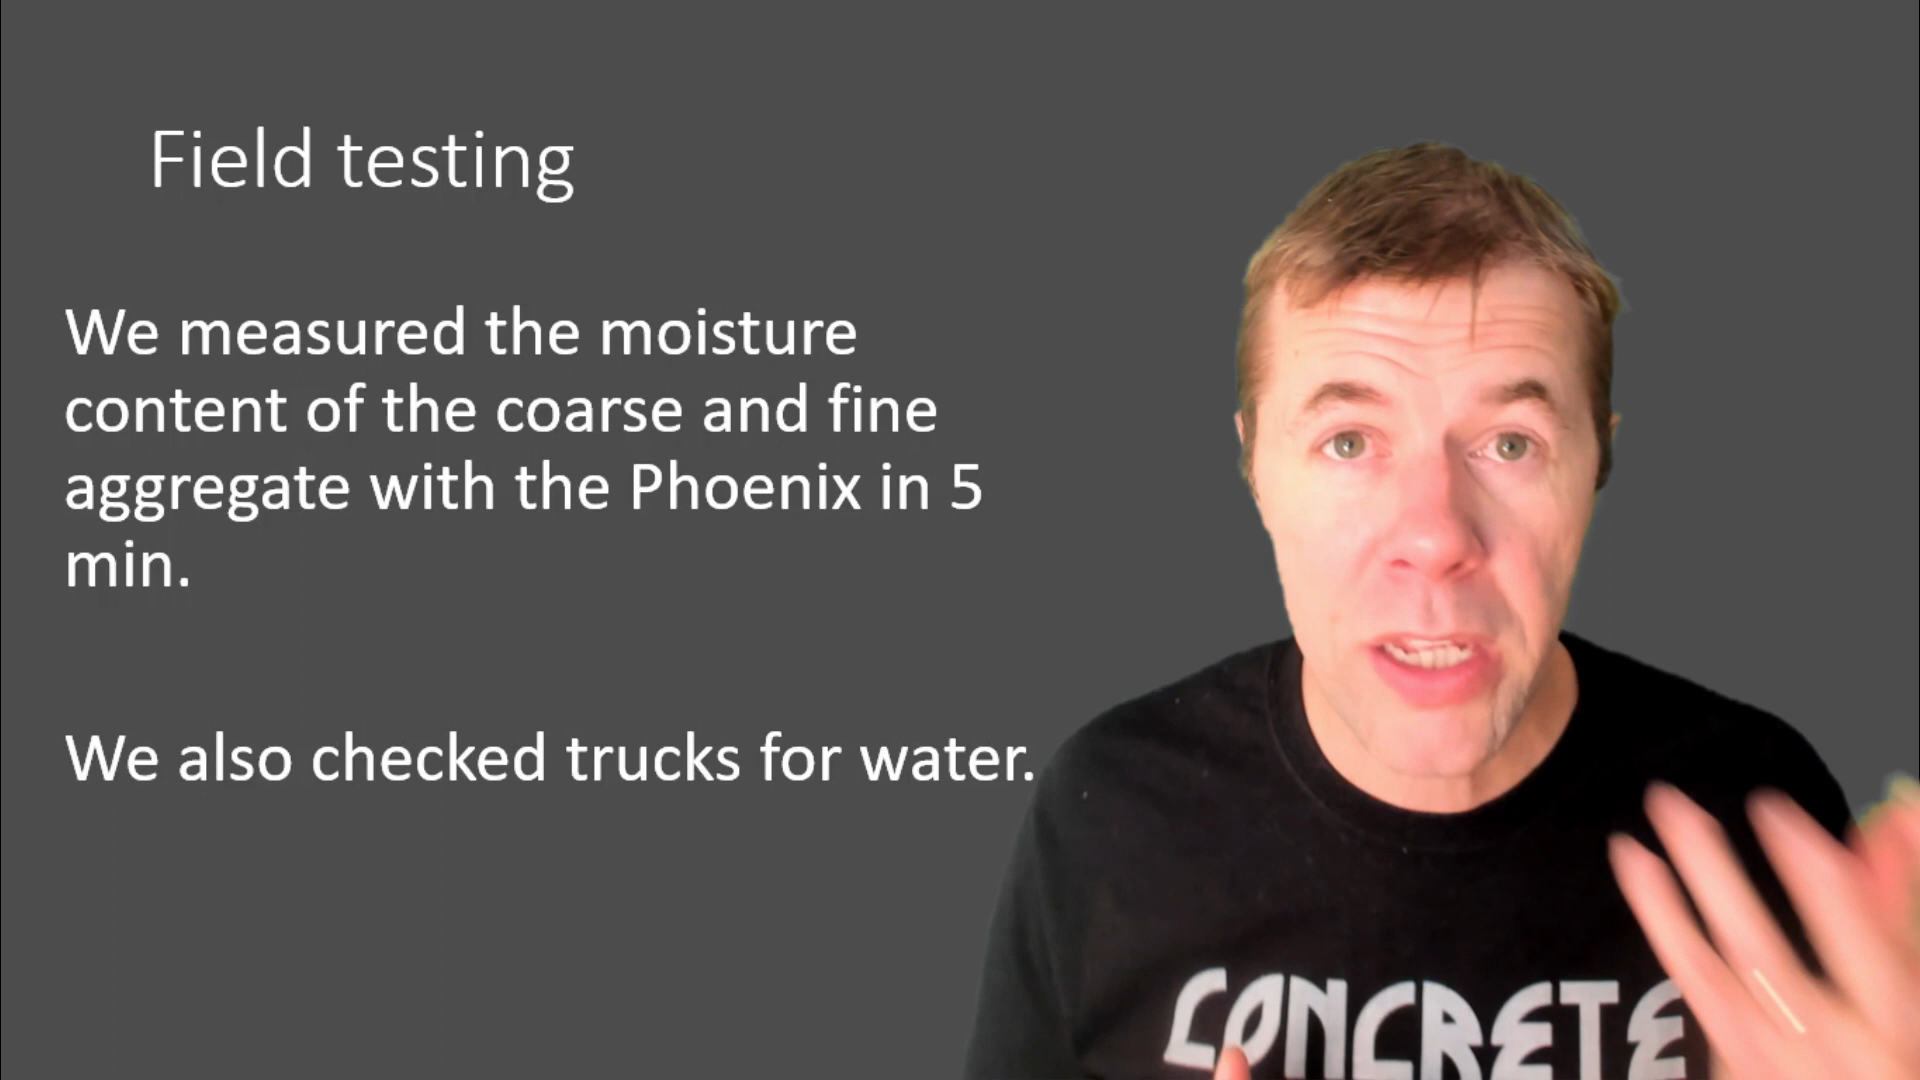 Field testing
We measured the moisture
content of the coarse and fine
aggregate with the Phoenix in 5
min.
We also checked trucks for water.
CONCRETE